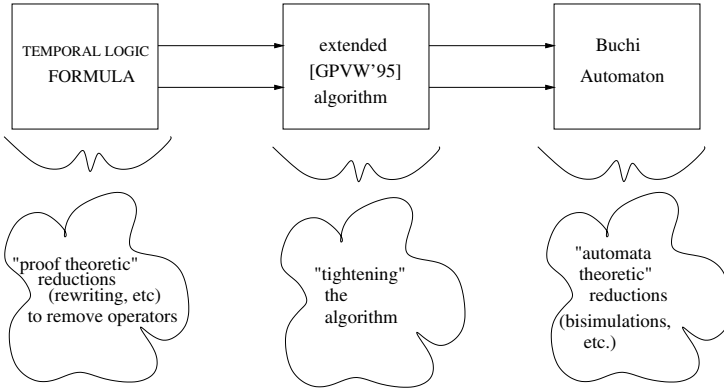 TEMPORAL LOGIC
FORMULA
extended
[GPVW'95]
algorithm
Buchi
Automaton
"proof theoretic"
reductions
(rewriting, etc)
to remove operators
"tightening"
the
algorithm
"automata
theoretic"
reductions
(bisimulations,
etc.)